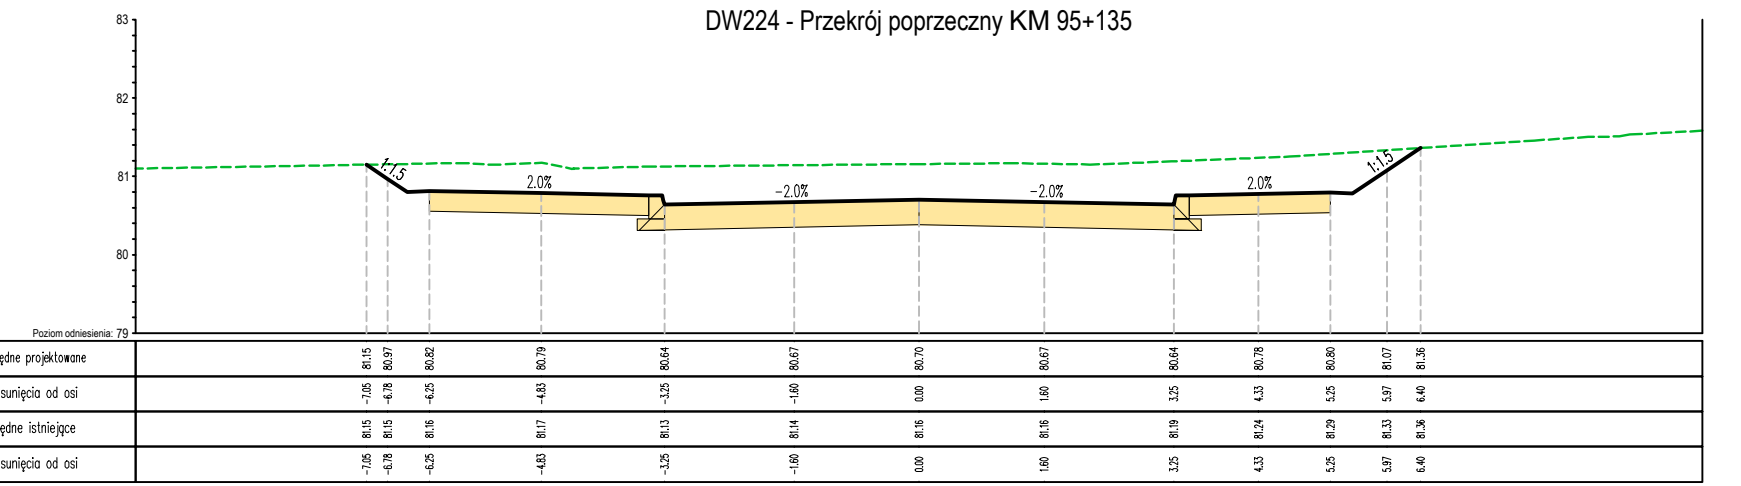 DW224 - Przekrój poprzeczny KM 95+135
83
82
81
80
Poziom odniesienia: 79
1:1.5 2.0% -2.0% -2.0% 2.0% 1:1.5
ędne projektowane 81.15 80.97 80.82 80.79 80.64 80.67 80.70 80.67 80.64 80.78 80.80 81.07 81.36
sunięcia od osi -7.05 -6.78 -6.25 -4.83 -3.25 -1.60 0.00 1.60 3.25 4.33 5.25 5.97 6.40
ędne istniejące 81.15 81.15 81.16 81.17 81.13 81.14 81.16 81.16 81.19 81.24 81.29 81.33 81.36
sunięcia od osi -7.05 -6.78 -6.25 -4.83 -3.25 -1.60 0.00 1.60 3.25 4.33 5.25 5.97 6.40